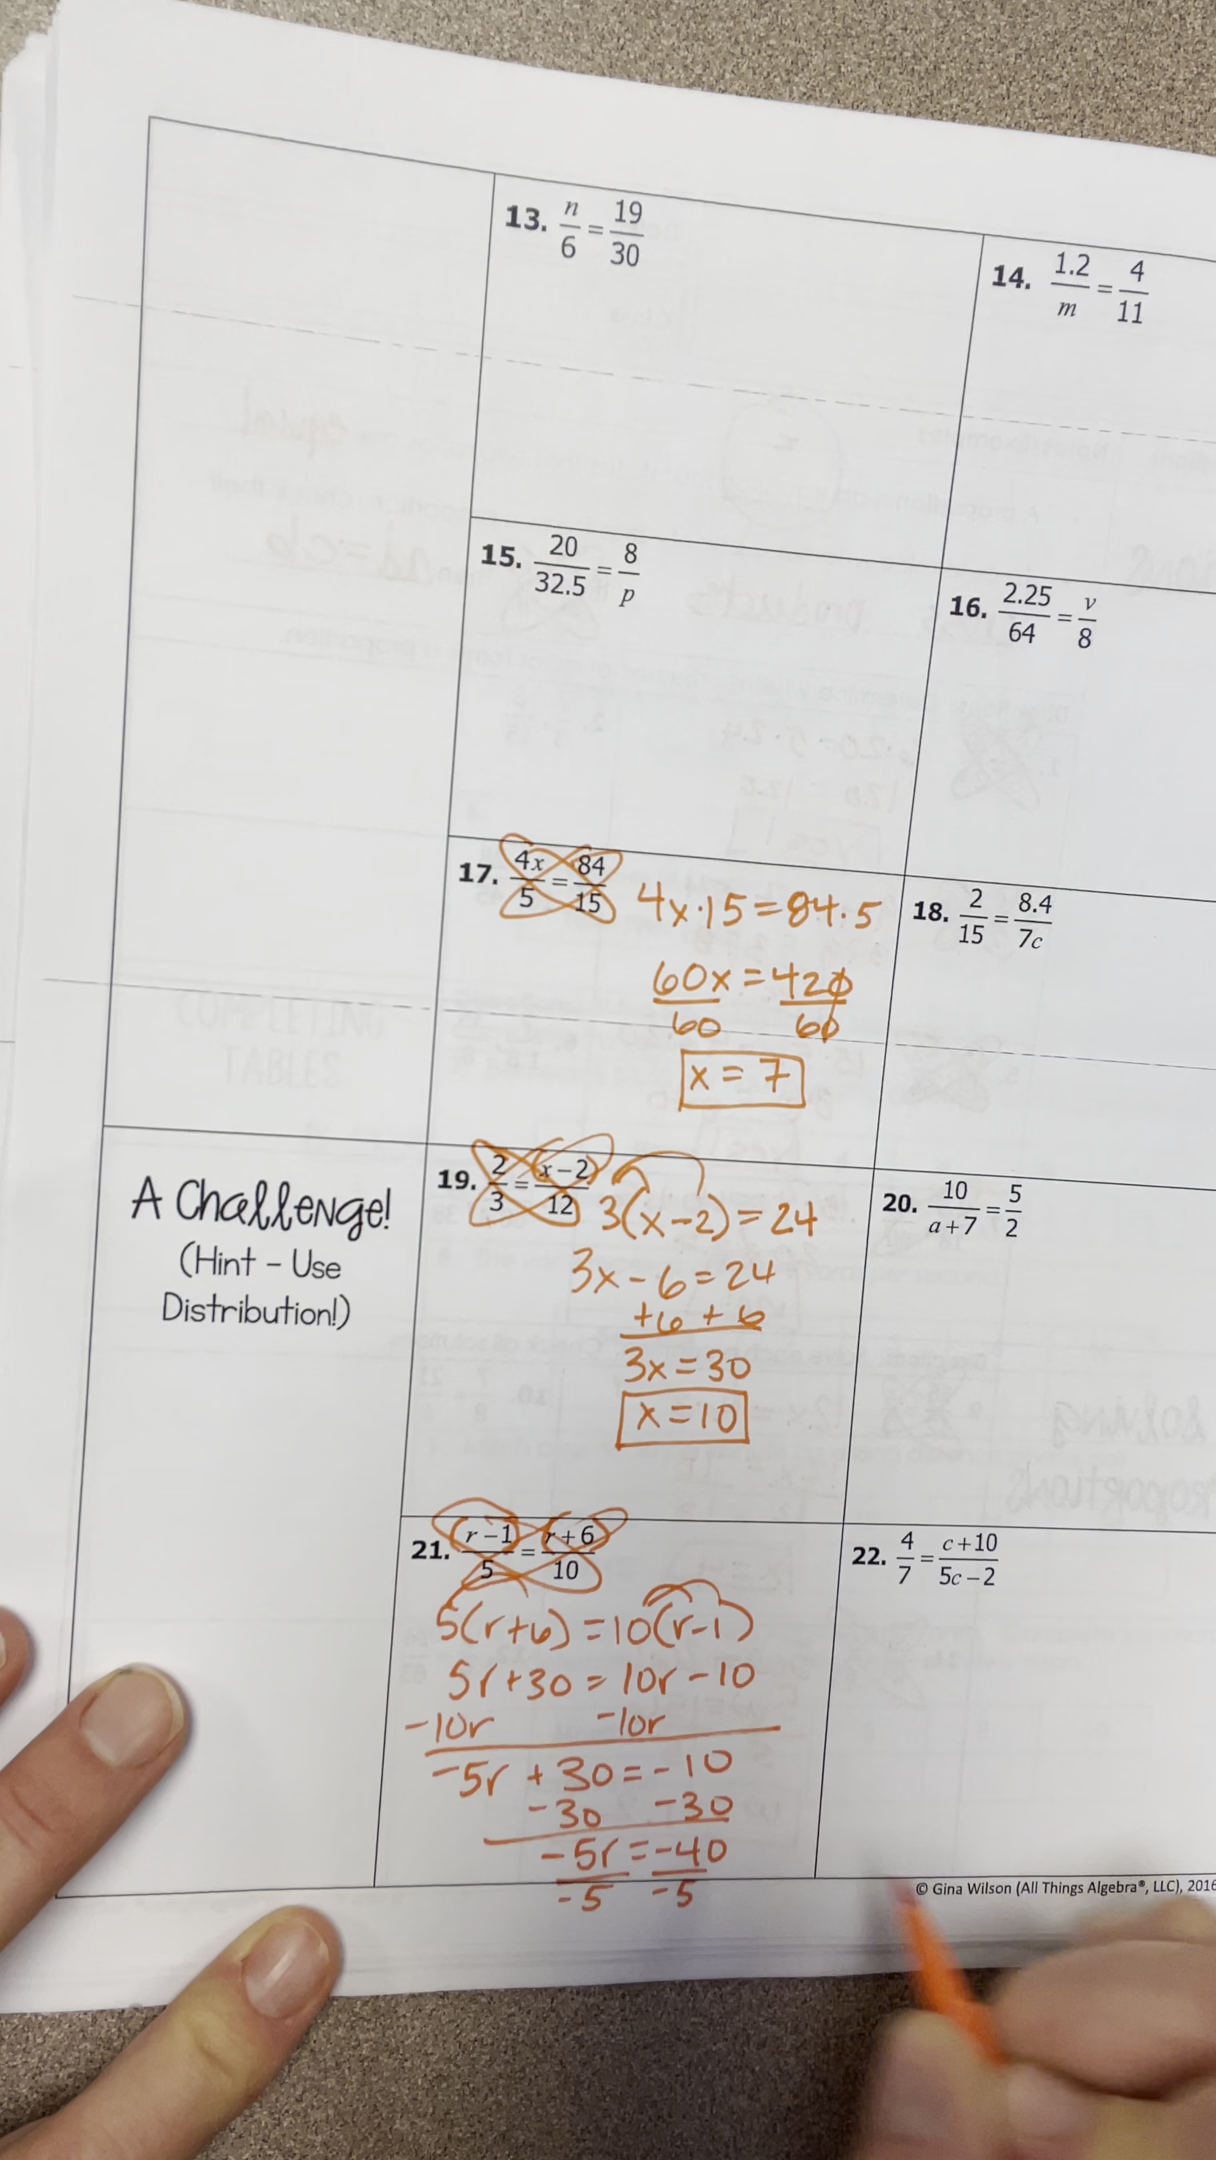 13. n/6 = 19/30
14. 1.2/m = 4/11
15. 20/32.5 = 8/p
16. 2.25/64 = v/8
17. 4x/5 = 84/15
4x·15 = 84·5
60x = 420
60 60
x = 7
18. 2/15 = 8.4/7c
A Challenge!
(Hint – Use
Distribution!)
19. 2/3 = (x – 2)/12
3(x – 2) = 24
3x – 6 = 24
+6 + 6
3x = 30
x = 10
20. 10/a + 7 = 5/2
21. (r – 1)/5 = (r + 6)/10
5(r+6) = 10(r-1)
5r+30 = 10r – 10
-10r -10r
-5r + 30 = -10
-30 -30
-5r = -40
-5 -5
22. 4/7 = c + 10/5c – 2
© Gina Wilson (All Things Algebra®, LLC), 2016